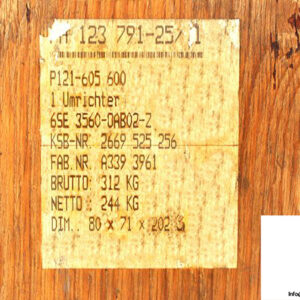 123 791-25/ 1
P121-605 600
1 Umrichter
6SE 3560-0AB02-Z
KSB-NR. 2669 525 256
FAB.NR. A339 3961
BRUTTO: 312 KG
NETTO : 244 KG
DIM.: 80 x 71 x 202